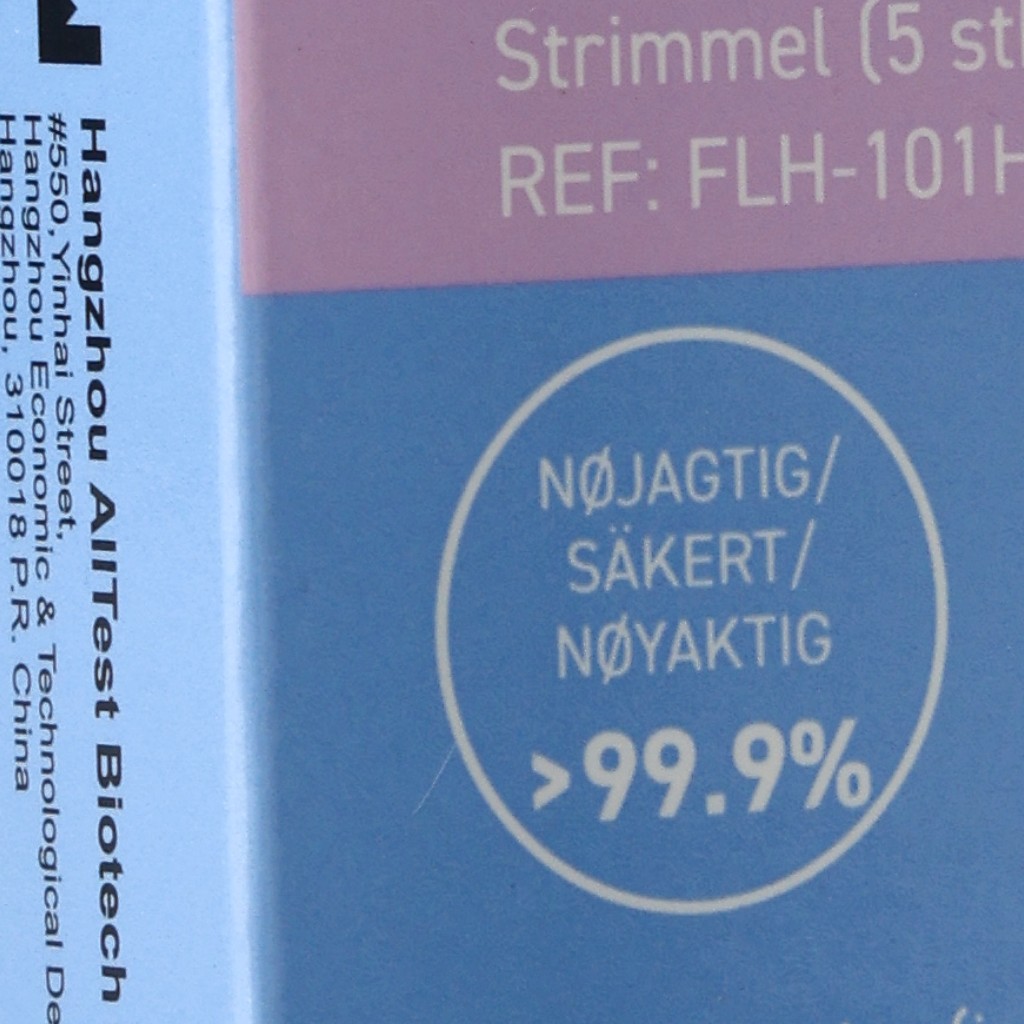 Strimmel (5
REF: FLH-101H
NØJAGTIG/
SÄKERT/
NØYAKTIG
>99.9%
Hangzhou AllTest Biotech
#550,Yinhai Street,
Hangzhou Economic & Technological De
Hangzhou, 310018 P.R. China